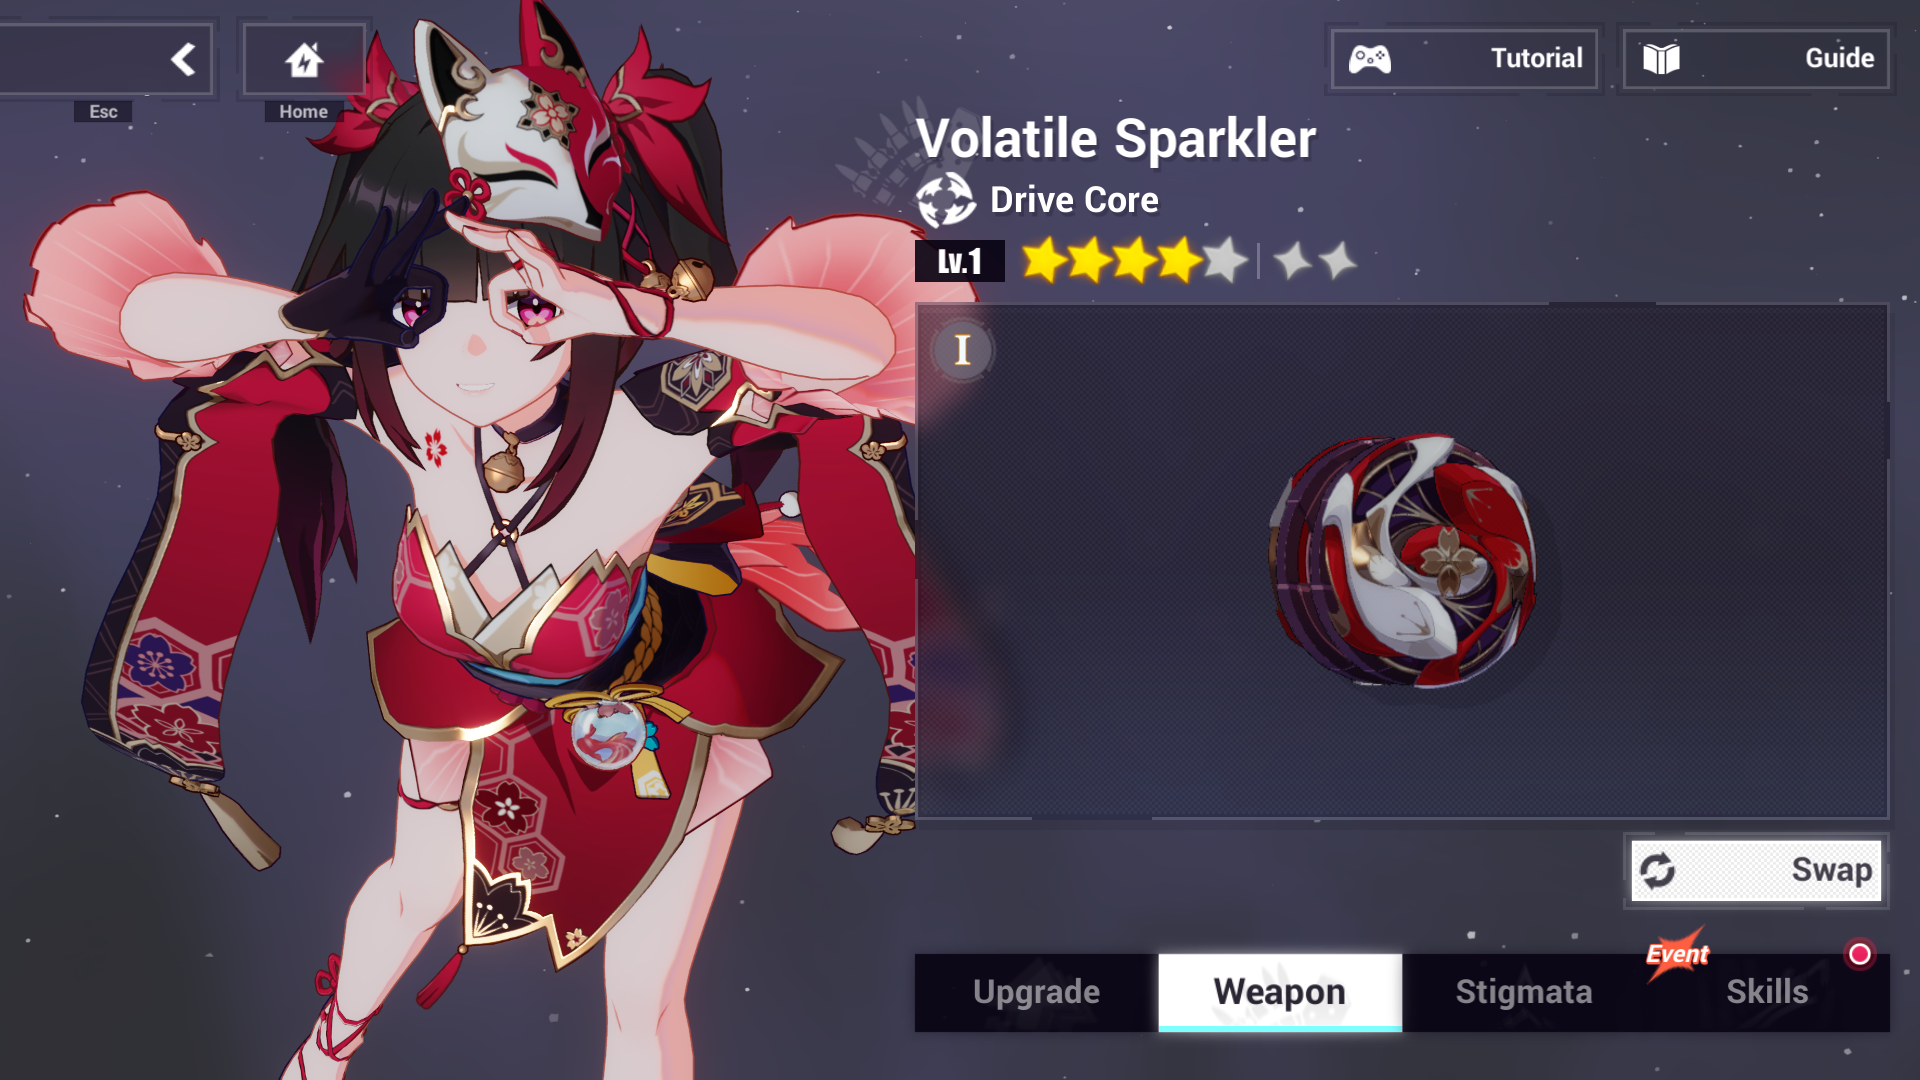 Esc
Home
Tutorial
Guide
Volatile Sparkler
Drive Core
Lv.1
I
Swap
Upgrade
Weapon
Stigmata
Event
Skills